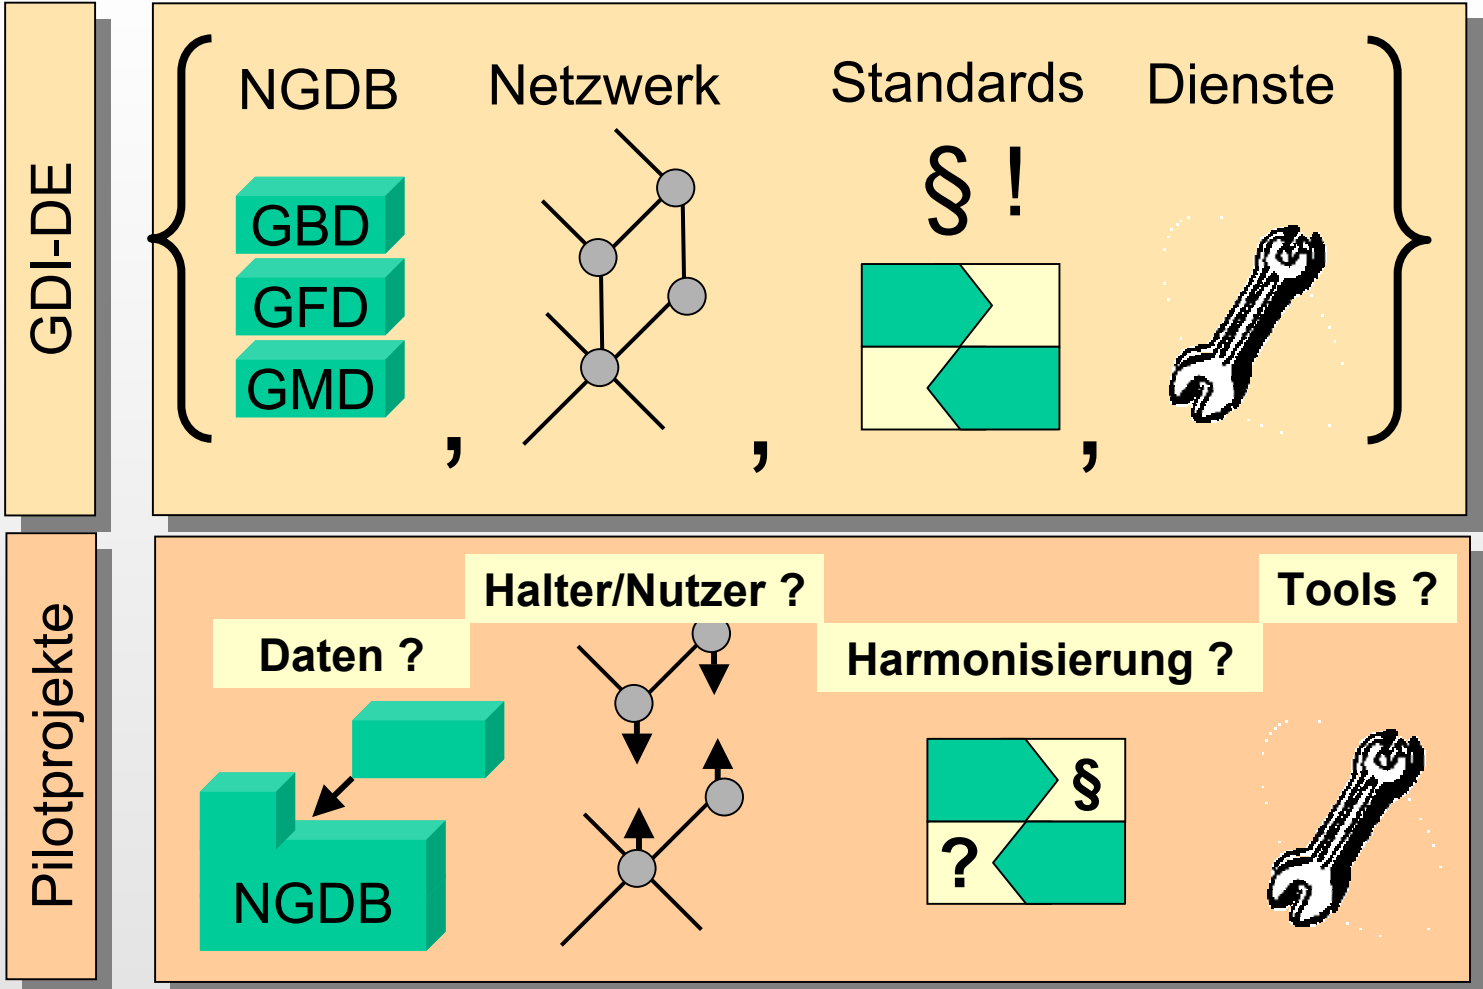 GDI-DE
NGDB
Netzwerk
Standards
Dienste
§ !
GBD
GFD
GMD
, , ,
Pilotprojekte
Daten ?
Halter/Nutzer ?
Harmonisierung ?
Tools ?
NGDB
§
?